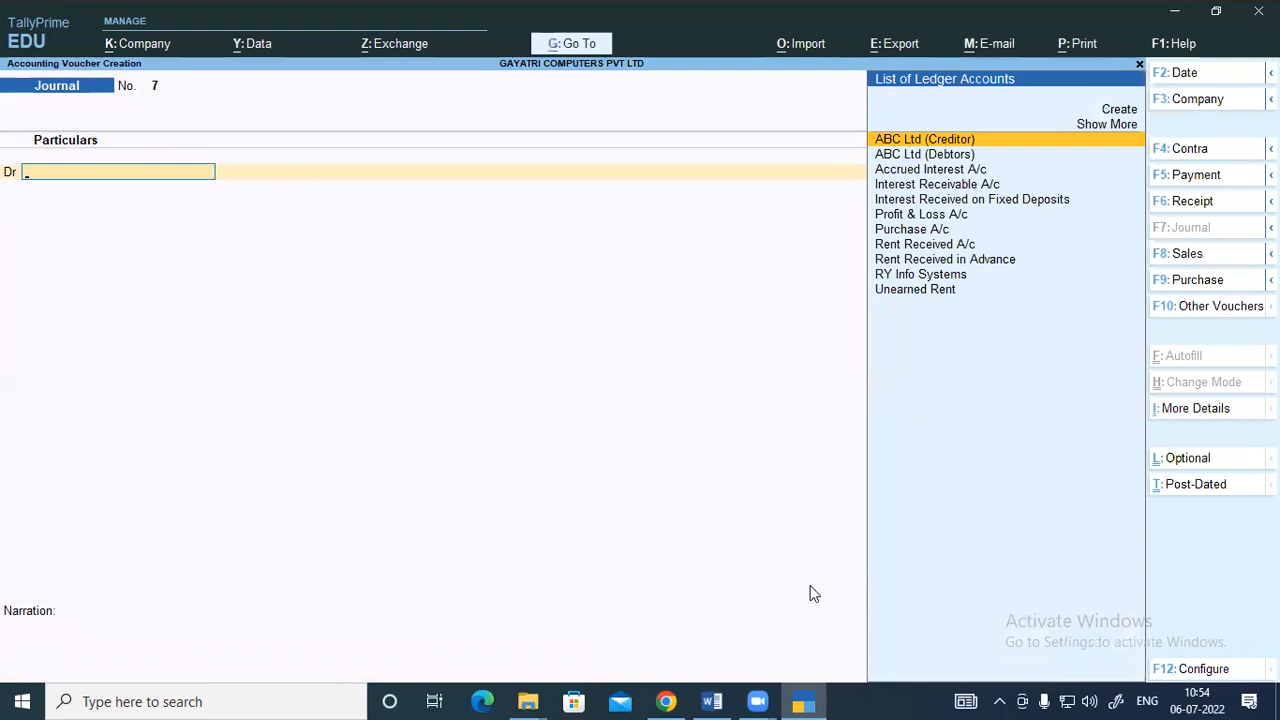 TallyPrime
EDU
MANAGE
K: Company
Y: Data
Z: Exchange
G: Go To
O: Import
E: Export
M: E-mail
P: Print
F1: Help
Accounting Voucher Creation
GAYATRI COMPUTERS PVT LTD
×
Journal No. 7
Particulars
Dr
Narration:
List of Ledger Accounts
Create
Show More
ABC Ltd (Creditor)
ABC Ltd (Debtors)
Accrued Interest A/c
Interest Receivable A/c
Interest Received on Fixed Deposits
Profit & Loss A/c
Purchase A/c
Rent Received A/c
Rent Received in Advance
RY Info Systems
Unearned Rent
F2: Date
F3: Company
F4: Contra
F5: Payment
F6: Receipt
F7: Journal
F8: Sales
F9: Purchase
F10: Other Vouchers
F: Autofill
H: Change Mode
I: More Details
L: Optional
T: Post-Dated
F12: Configure
Activate Windows
Go to Settings to activate Windows.
Type here to search
ENG
10:54
06-07-2022